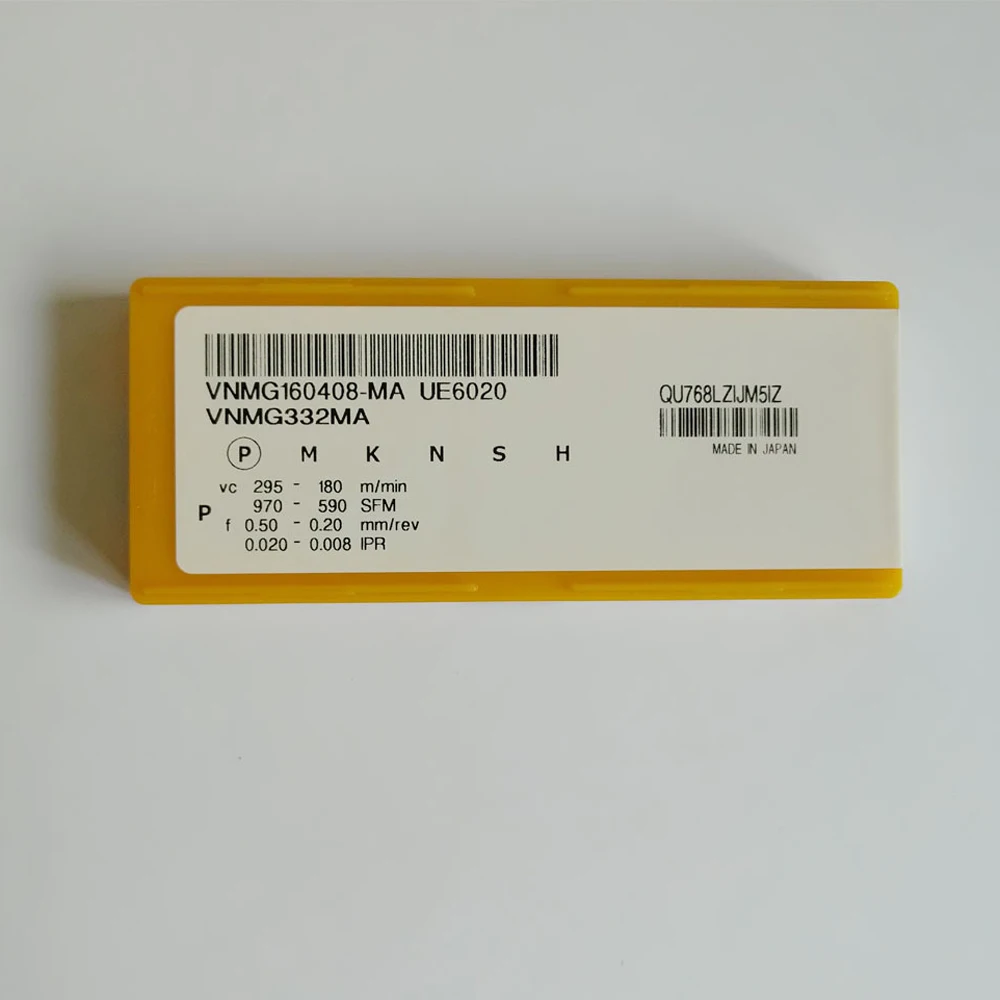 VNMG160408-MA UE6020
VNMG332MA
P M K N S H
P
vc 295 - 180 m/min
970 - 590 SFM
f 0.50 - 0.20 mm/rev
0.020 - 0.008 IPR
QU768LZIJM5IZ
MADE IN JAPAN